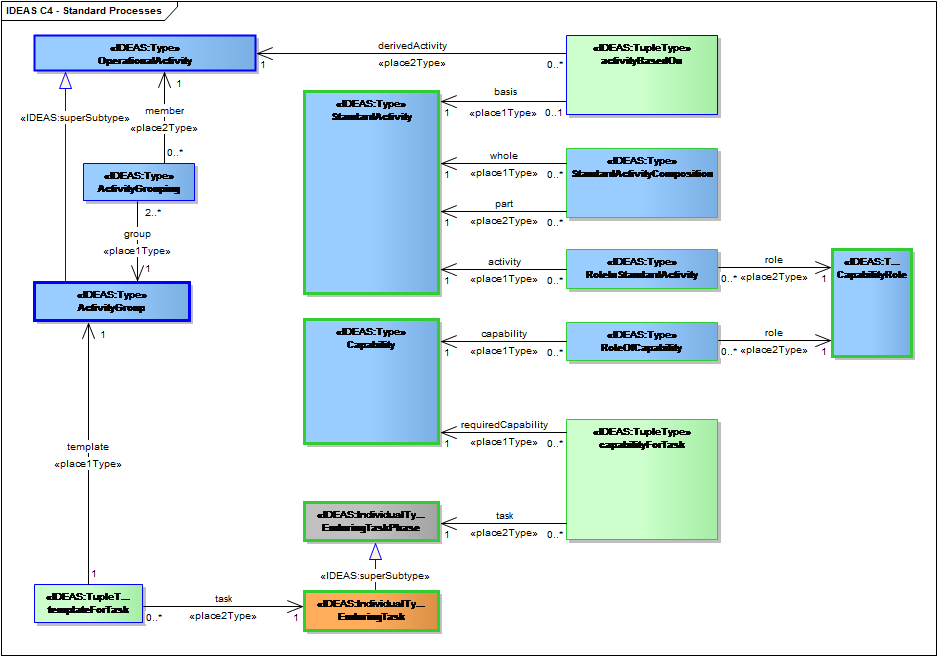 IDEAS C4 - Standard Processes
«IDEAS:Type»
OperationalActivity
1
derivedActivity
«place2Type»
0..*
«IDEAS:TupleType»
activityBasedOn
«IDEAS:superSubtype»
1
member
«place2Type»
0..*
«IDEAS:Type»
ActivityGrouping
2..*
group
«place1Type»
1
«IDEAS:Type»
ActivityGroup
1
template
«place1Type»
1
«IDEAS:TupleT...
templateForTask
0..*
task
«place2Type»
1
«IDEAS:Type»
StandardActivity
basis
1
«place1Type»
0..1
whole
1
«place1Type»
0..*
«IDEAS:Type»
StandardActivityComposition
part
1
«place2Type»
0..*
activity
1
«place1Type»
0..*
«IDEAS:Type»
RoleInStandardActivity
role
0..*
«place2Type»
1
«IDEAS:T...
CapabilityRole
«IDEAS:Type»
Capability
capability
1
«place1Type»
0..*
«IDEAS:Type»
RoleOfCapability
role
0..*
«place2Type»
1
requiredCapability
1
«place1Type»
0..*
«IDEAS:TupleType»
capabilityForTask
«IDEAS:IndividualTy...
EnduringTaskPhase
task
1
«place2Type»
0..*
«IDEAS:superSubtype»
«IDEAS:IndividualTy...
EnduringTask